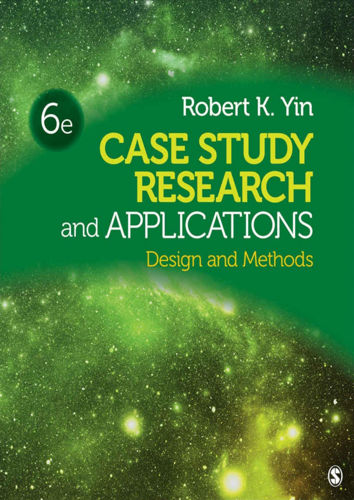 6e
Robert K. Yin
CASE STUDY
RESEARCH
and APPLICATIONS
Design and Methods
S